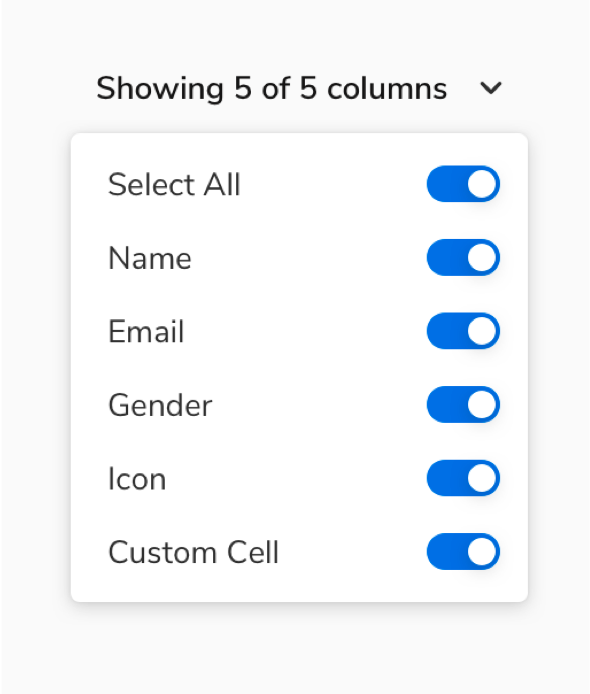 Showing 5 of 5 columns
Select All
Name
Email
Gender
Icon
Custom Cell